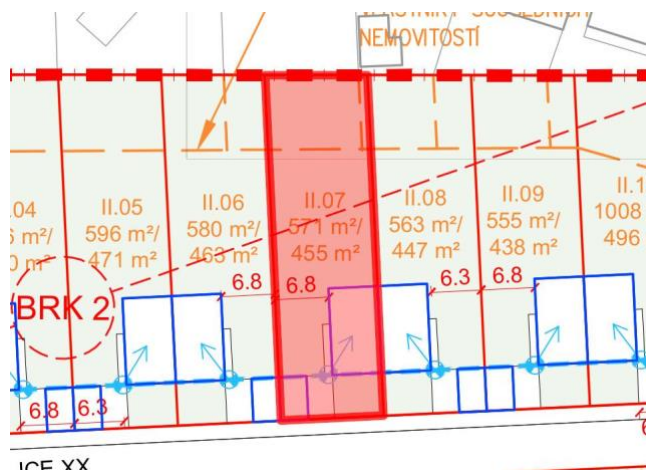 NEMOVITOSTÍ
II.05
596 m²/
471 m²
II.06
580 m²/
463 m²
II.07
571 m²/
455 m²
II.08
563 m²/
447 m²
II.09
555 m²/
438 m²
1008
496
6.8
6.8
6.3
6.8
BRK 2
6.8
6.3